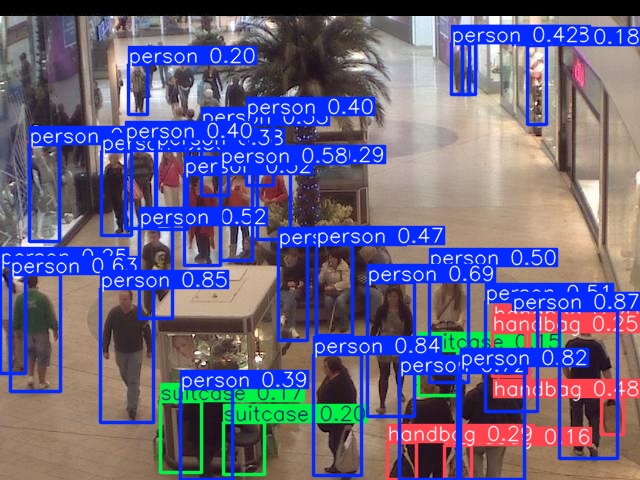 person 0.423 0.18
person 0.20
person 0.40
person 0.40
person 0.58 .29
person 0.52
person 0.52
person 0.47
person 0.50
person 0.63
person 0.69
person 0.85
person 0.87
handbag 0.25
person 0.84
person 0.82
person 0.39
handbag 0.48
suitcase 0.17
suitcase 0.20
handbag 0.29 0.16